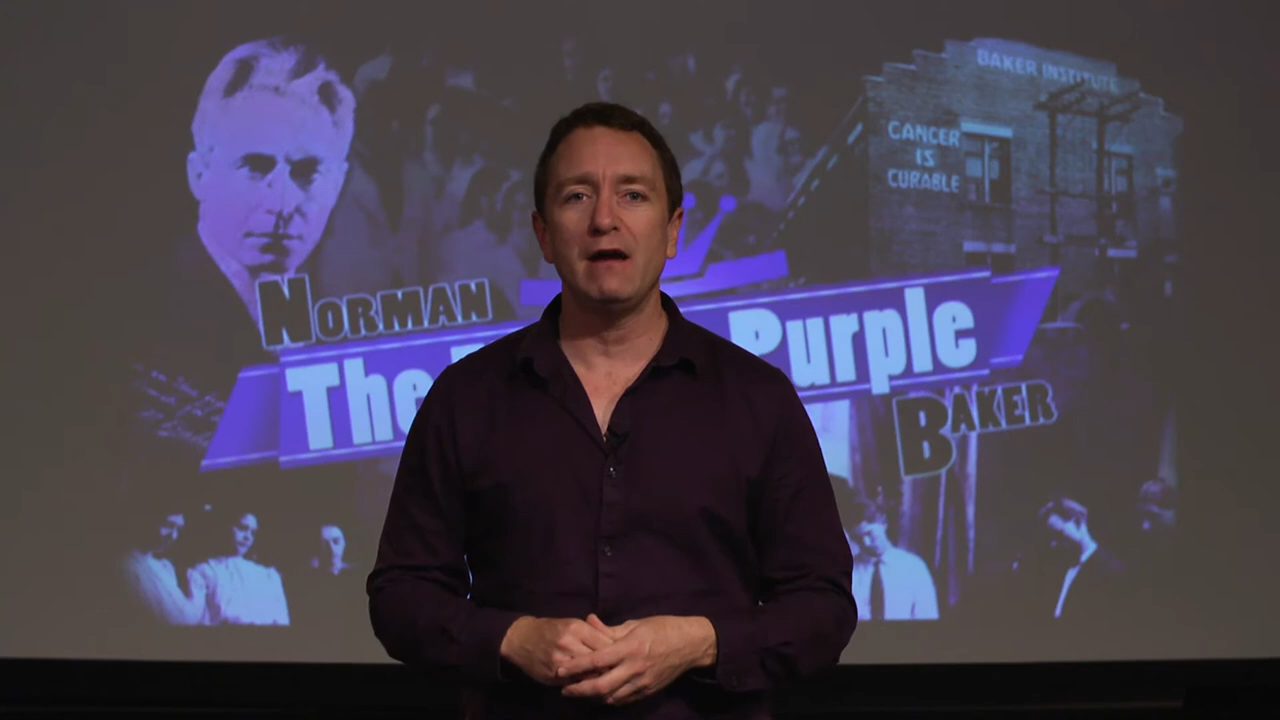 BAKER INSTITUTE
CANCER
IS
CURABLE
NORMAN
The Purple
BAKER